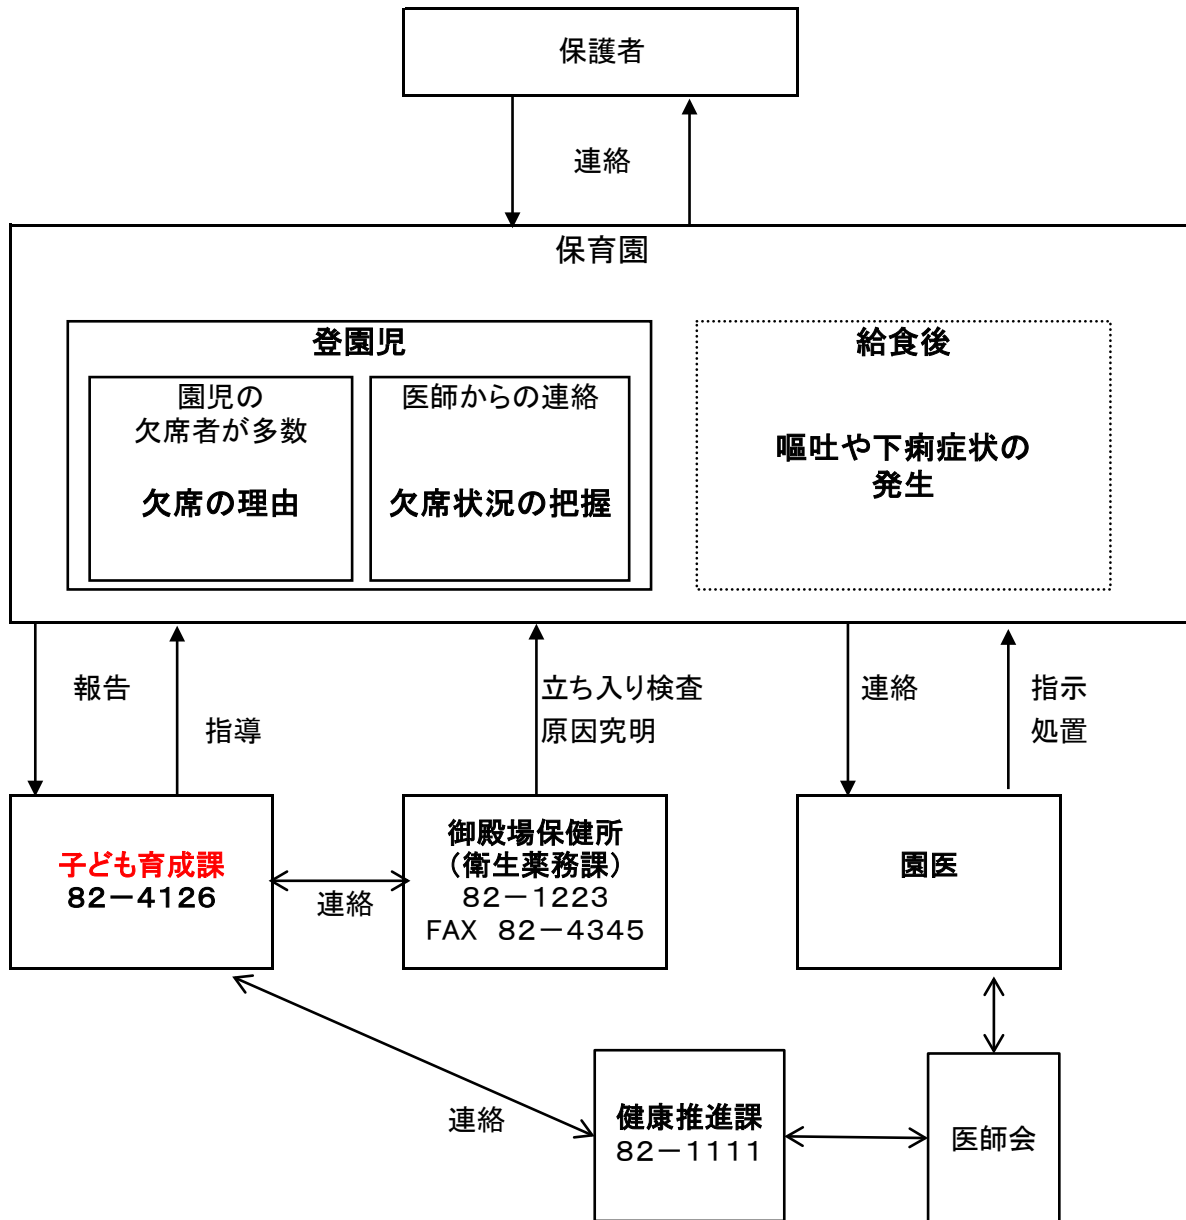 保護者
連絡
保育園
登園児
園児の
欠席者が多数
欠席の理由
医師からの連絡
欠席状況の把握
給食後
嘔吐や下痢症状の
発生
報告
指導
立ち入り検査
原因究明
連絡
指示
処置
子ども育成課
82－4126
連絡
御殿場保健所
（衛生薬務課）
82－1223
FAX 82－4345
園医
連絡
健康推進課
82－1111
医師会